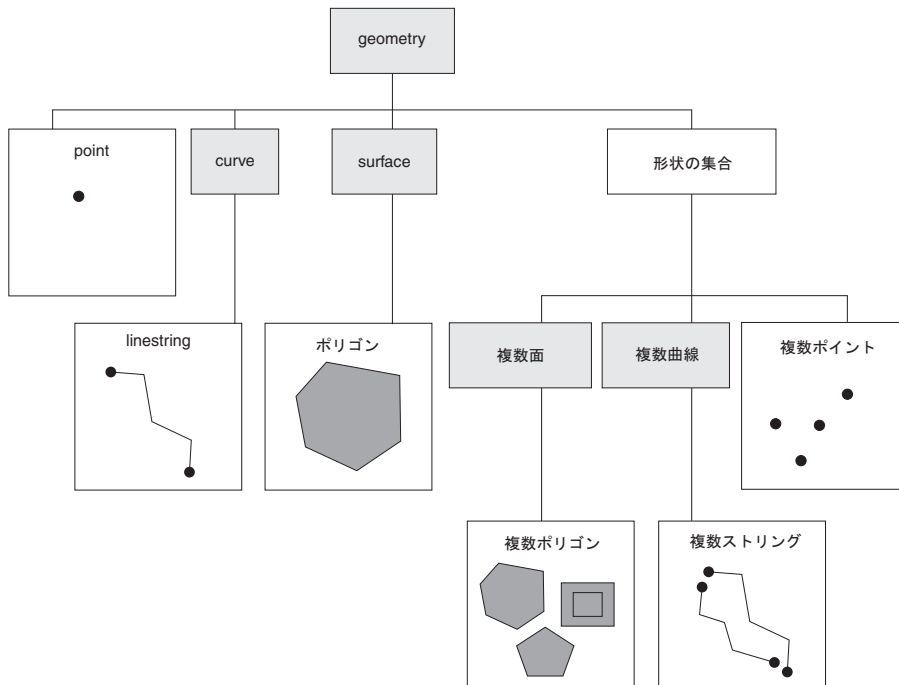 geometry
point
curve
surface
形状の集合
linestring
ポリゴン
複数面
複数曲線
複数ポイント
複数ポリゴン
複数ストリング